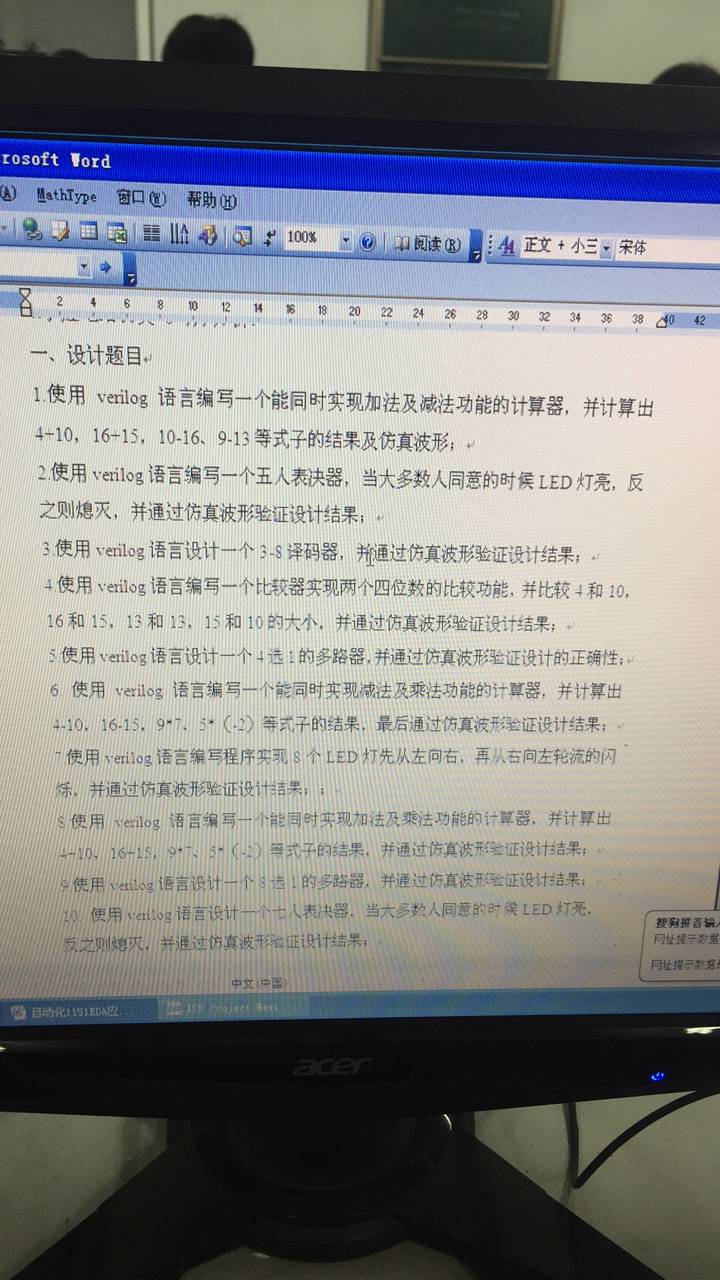 rosoft Word
(A) MathType 窗口(W) 帮助(H)
100% 阅读(R) 正文 + 小三 宋体
2 4 6 8 10 12 14 16 18 20 22 24 26 28 30 32 34 36 38 40 42
一、设计题目
1.使用 verilog 语言编写一个能同时实现加法及减法功能的计算器，并计算出
4+10，16+15，10-16、9-13 等式子的结果及仿真波形；
2.使用 verilog 语言编写一个五人表决器，当大多数人同意的时候 LED 灯亮，反
之则熄灭，并通过仿真波形验证设计结果；
3.使用 verilog 语言设计一个 3-8 译码器，并通过仿真波形验证设计结果；
4.使用 verilog 语言编写一个比较器实现两个四位数的比较功能，并比较 4 和 10，
16 和 15，13 和 13，15 和 10 的大小，并通过仿真波形验证设计结果；
5.使用 verilog 语言设计一个 4 选 1 的多路器，并通过仿真波形验证设计的正确性；
6. 使用 verilog 语言编写一个能同时实现减法及乘法功能的计算器，并计算出
4-10，16-15，9*7、5*（-2）等式子的结果，最后通过仿真波形验证设计结果；
7.使用 verilog 语言编写程序实现 8 个 LED 灯先从左向右，再从右向左轮流的闪
烁，并通过仿真波形验证设计结果；；
8.使用 verilog 语言编写一个能同时实现加法及乘法功能的计算器，并计算出
4+10，16+15，9*7、5*（-2）等式子的结果，并通过仿真波形验证设计结果；
9.使用 verilog 语言设计一个 8 选 1 的多路器，并通过仿真波形验证设计结果；
10. 使用 verilog 语言设计一个七人表决器，当大多数人同意的时候 LED 灯亮，
反之则熄灭，并通过仿真波形验证设计结果；
搜狗拼音输入
网址提示数据
网址提示数据
中文(中国)
自动化1151EDA应... ISE Project Navi...
acer